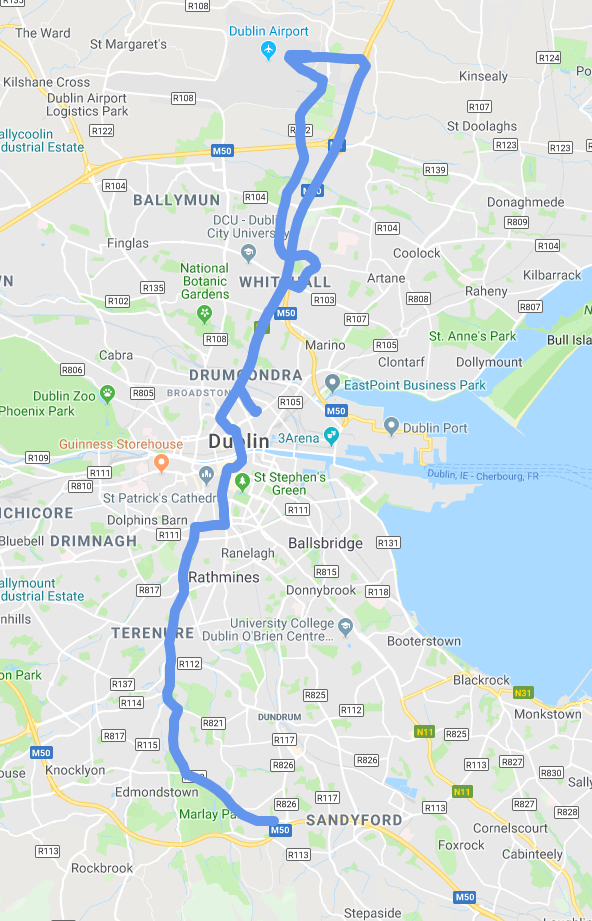 R135
R108
The Ward
St Margaret's
Dublin Airport
R124
Kilshane Cross
Kinsealy
Dublin Airport
Logistics Park
R108
R107
R122
St Doolaghs
allycoolin
dustrial Estate
M50
R123
R123
R139
R104
R104
BALLYMUN
Donaghmede
DCU - Dubli
City University
R809
R104
Finglas
Coolock
R104
National
Botanic
Gardens
WHITEHALL
Artane
Kilbarrack
R135
R102
R103
R808
Raheny
R807
M50
R107
St. Anne's Park
Bull Isla
R108
Marino
R105
Cabra
Clontarf
Dollymount
R806
DRUMCONDRA
EastPoint Business Park
Dublin Zoo
Phoenix Park
R805
BROADSTON
R105
M50
Dublin Port
Guinness Storehouse
Dublin
3Arena
R109
R111
R810
St Stephen's
Green
Dublin, IE - Cherbourg, FR
St Patrick's Cathedr
R111
ICHICORE
Dolphins Barn
R111
Bluebell
DRIMNAGH
Ballsbridge
R131
Ranelagh
allymount
dustrial Estate
Rathmines
R815
R817
Donnybrook
R118
nhills
TERENURE
University College
Dublin O'Brien Centre...
Booterstown
R112
on Park
Blackrock
R137
R825
N31
R114
R112
Monkstown
R821
DUNDRUM
N11
R825
R817
R115
R117
M50
R826
R826
R113
R827
ouse
Knocklyon
R830
Sally
Edmondstown
R826
R117
N11
R113
R827
R828
Marlay Pa
M50
SANDYFORD
Cornelscourt
R113
R113
Foxrock
Cabinteely
Rockbrook
M50
Stepaside